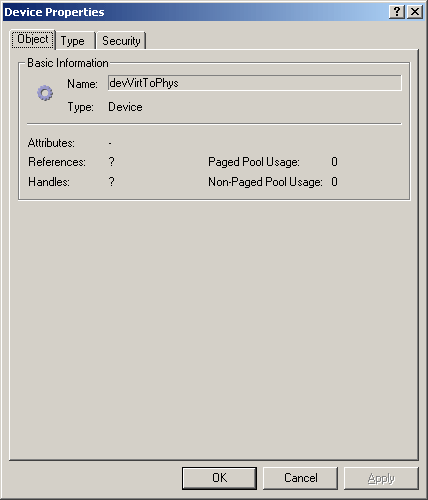 Device Properties
Object Type Security
Basic Information
Name: devVirtToPhys
Type: Device
Attributes: -
References: ? Paged Pool Usage: 0
Handles: ? Non-Paged Pool Usage: 0
OK Cancel Apply